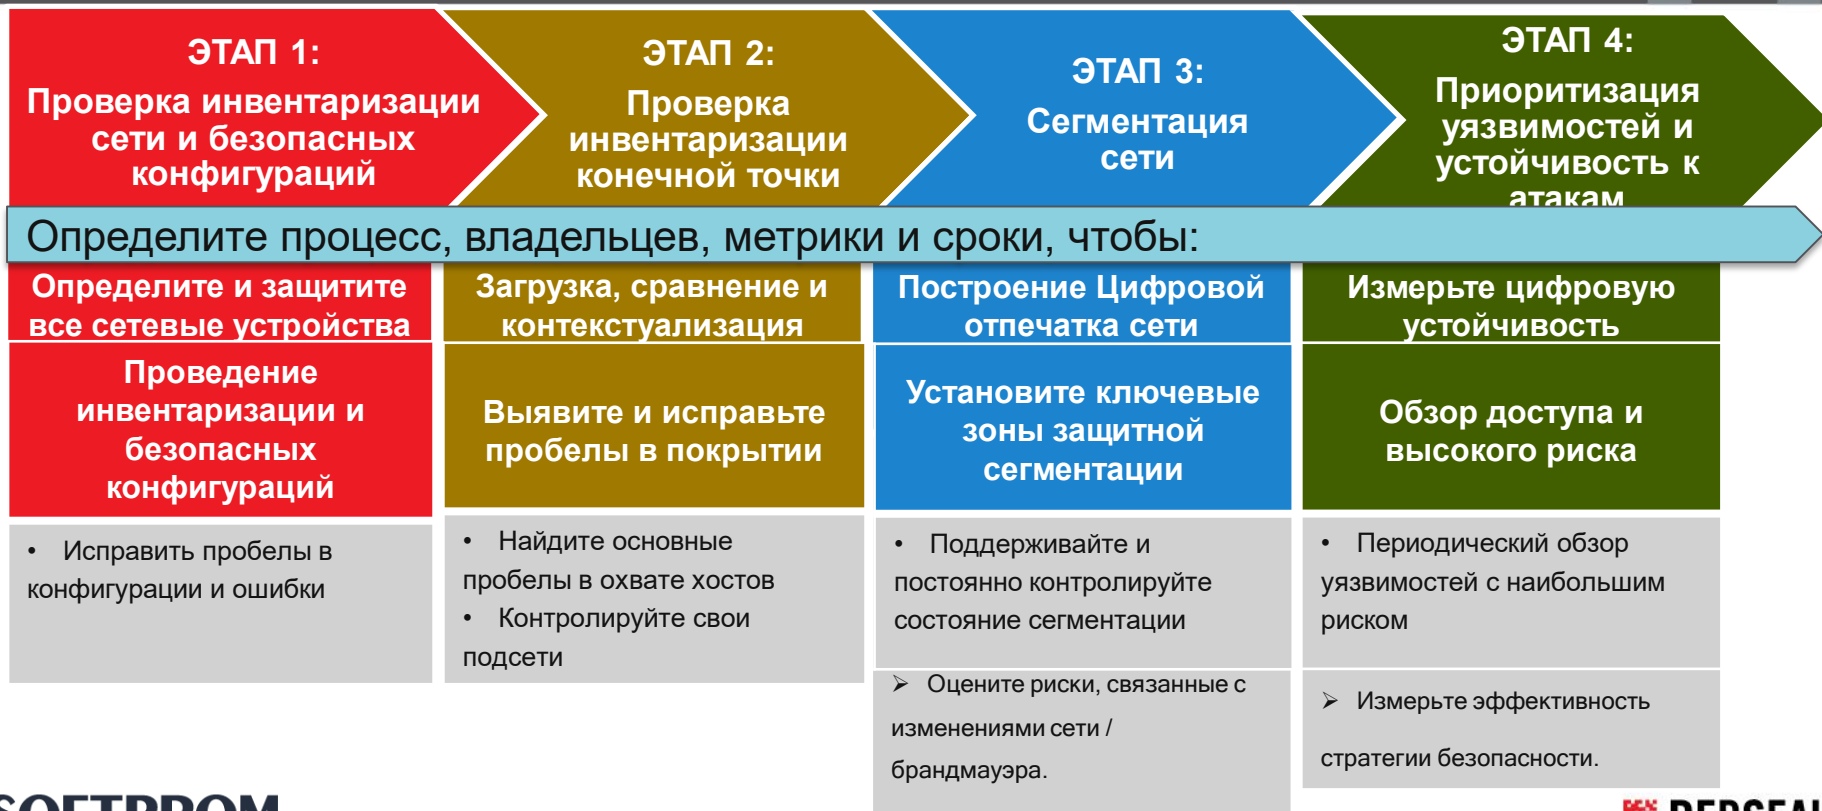 ЭТАП 1:
Проверка инвентаризации
сети и безопасных
конфигураций
ЭТАП 2:
Проверка
инвентаризации
конечной точки
ЭТАП 3:
Сегментация
сети
ЭТАП 4:
Приоритизация
уязвимостей и
устойчивость к
атакам
Определите процесс, владельцев, метрики и сроки, чтобы:
Определите и защитите
все сетевые устройства
Загрузка, сравнение и
контекстуализация
Построение Цифровой
отпечатка сети
Измерьте цифровую
устойчивость
Проведение
инвентаризации и
безопасных
конфигураций
Выявите и исправьте
пробелы в покрытии
Установите ключевые
зоны защитной
сегментации
Обзор доступа и
высокого риска
• Исправить пробелы в
конфигурации и ошибки
• Найдите основные
пробелы в охвате хостов
• Контролируйте свои
подсети
• Поддерживайте и
постоянно контролируйте
состояние сегментации
➢ Оцените риски, связанные с
изменениями сети /
брандмауэра.
• Периодический обзор
уязвимостей с наибольшим
риском
➢ Измерьте эффективность
стратегии безопасности.
SOFTPROM